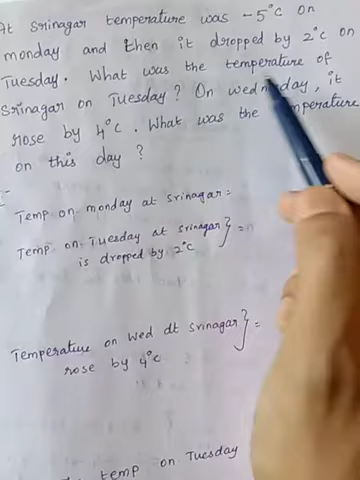 At Srinagar temperature was -5°C on
monday and then it dropped by 2°C on
Tuesday. What was the temperature of
Srinagar on Tuesday? On Wednesday, it
rose by 4°C. What was the temperature
on this day?
Temp on monday at Srinagar =
Temp on Tuesday at Srinagar } =
is dropped by 2°C
Temperature on Wed at Srinagar } =
rose by 4°C
temp on Tuesday